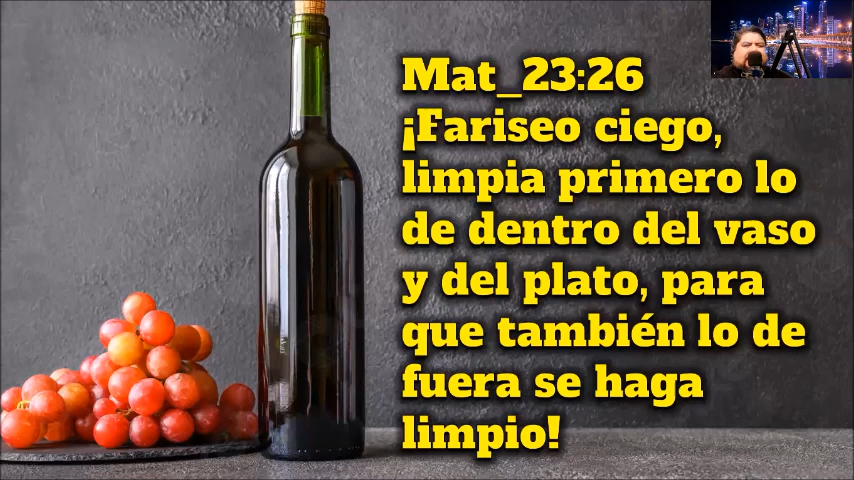 Mat_23:26
¡Fariseo ciego,
limpia primero lo
de dentro del vaso
y del plato, para
que también lo de
fuera se haga
limpio!